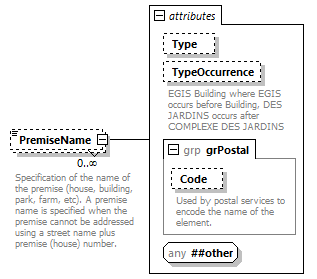 attributes
Type
TypeOccurrence
EGIS Building where EGIS
occurs before Building, DES
JARDINS occurs after
COMPLEXE DES JARDINS
PremiseName
0..∞
Specification of the name of
the premise (house, building,
park, farm, etc). A premise
name is specified when the
premise cannot be addressed
using a street name plus
premise (house) number.
grp grPostal
Code
Used by postal services to
encode the name of the
element.
any ##other